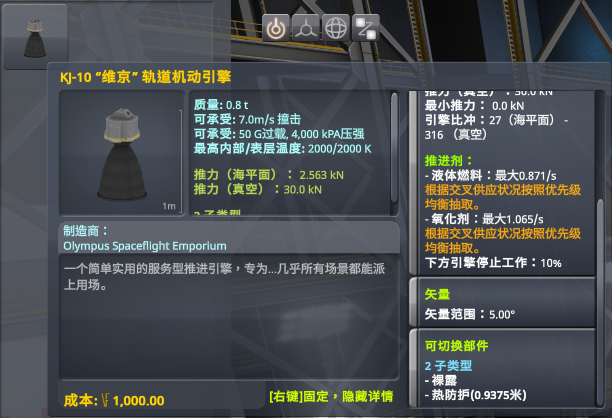 KJ-10 “维京” 轨道机动引擎
质量: 0.8 t
可承受: 7.0m/s 撞击
可承受: 50 G过载, 4,000 kPA压强
最高内部/表层温度: 2000/2000 K
推力（海平面）： 2.563 kN
推力（真空）：30.0 kN
2 子类型
1m
制造商：
Olympus Spaceflight Emporium
一个简单实用的服务型推进引擎，专为...几乎所有场景都能派
上用场。
成本: 1,000.00
[右键]固定，隐藏详情
推力（真空）：30.0 kN
最小推力： 0.0 kN
引擎比冲：27（海平面） -
316 （真空）
推进剂：
- 液体燃料：最大0.871/s
根据交叉供应状况按照优先级
均衡抽取。
- 氧化剂：最大1.065/s
根据交叉供应状况按照优先级
均衡抽取。
下方引擎停止工作：10%
矢量
矢量范围：5.00°
可切换部件
2 子类型
- 裸露
- 热防护(0.9375米)